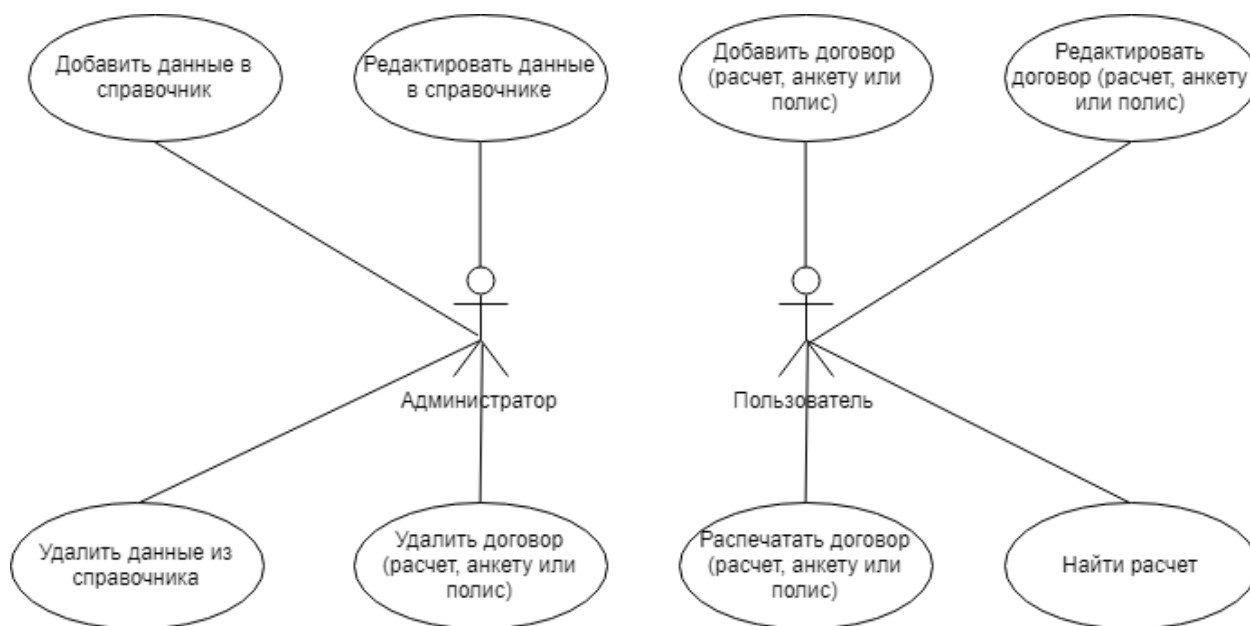 Добавить данные в
справочник
Редактировать данные
в справочнике
Добавить договор
(расчет, анкету или
полис)
Редактировать
договор (расчет, анкету
или полис)
Администратор
Пользователь
Удалить данные из
справочника
Удалить договор
(расчет, анкету или
полис)
Распечатать договор
(расчет, анкету или
полис)
Найти расчет